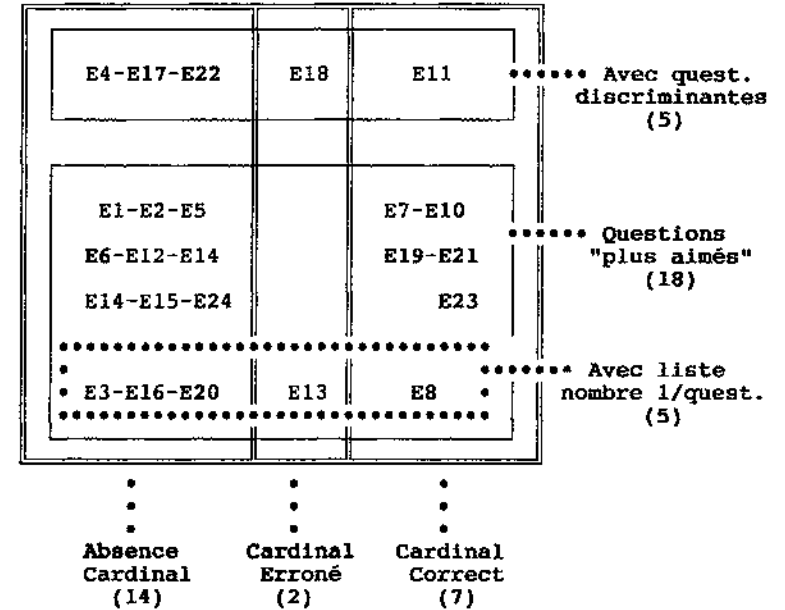 E4-E17-E22 E18 E11 Avec quest.
discriminantes
(5)
E1-E2-E5 E7-E10
Questions
E6-E12-E14 E19-E21 "plus aimés"
(18)
E14-E15-E24 E23
Avec liste
E3-E16-E20 E13 E8 nombre 1/quest.
(5)
Absence Cardinal Cardinal
Cardinal Erroné Correct
(14) (2) (7)